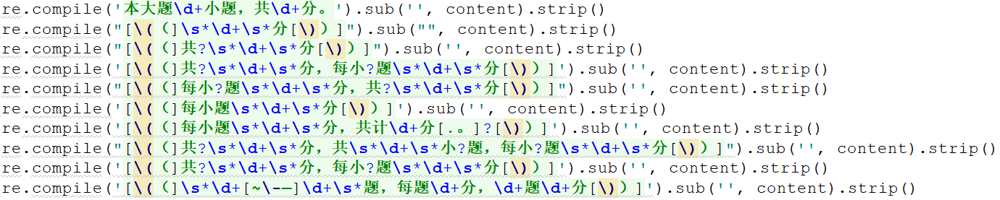 re.compile('本大题\d+小题，共\d+分。').sub('', content).strip()
re.compile("[\(（]\s*\d+\s*分[\)）]").sub("", content).strip()
re.compile("[\(（]共?\s*\d+\s*分[\)）]").sub('', content).strip()
re.compile('[\(（]共?\s*\d+\s*分，每小?题\s*\d+\s*分[\)）]').sub('', content).strip()
re.compile("[\(（]每小?题\s*\d+\s*分，共?\s*\d+\s*分[\)）]").sub('', content).strip()
re.compile('[\(（]每小题\s*\d+\s*分[\)）]').sub('', content).strip()
re.compile('[\(（]每小题\s*\d+\s*分，共计\d+分[.。]?[\)）]').sub('', content).strip()
re.compile("[\(（]共?\s*\d+\s*分，共\s*\d+\s*小?题，每小?题\s*\d+\s*分[\)）]").sub('', content).strip()
re.compile('[\(（]共?\s*\d+\s*分，每小?题\s*\d+\s*分[\)）]').sub('', content).strip()
re.compile('[\(（]\s*\d+[~\-—]\d+\s*题，每题\d+分，\d+题\d+分[\)）]').sub('', content).strip()